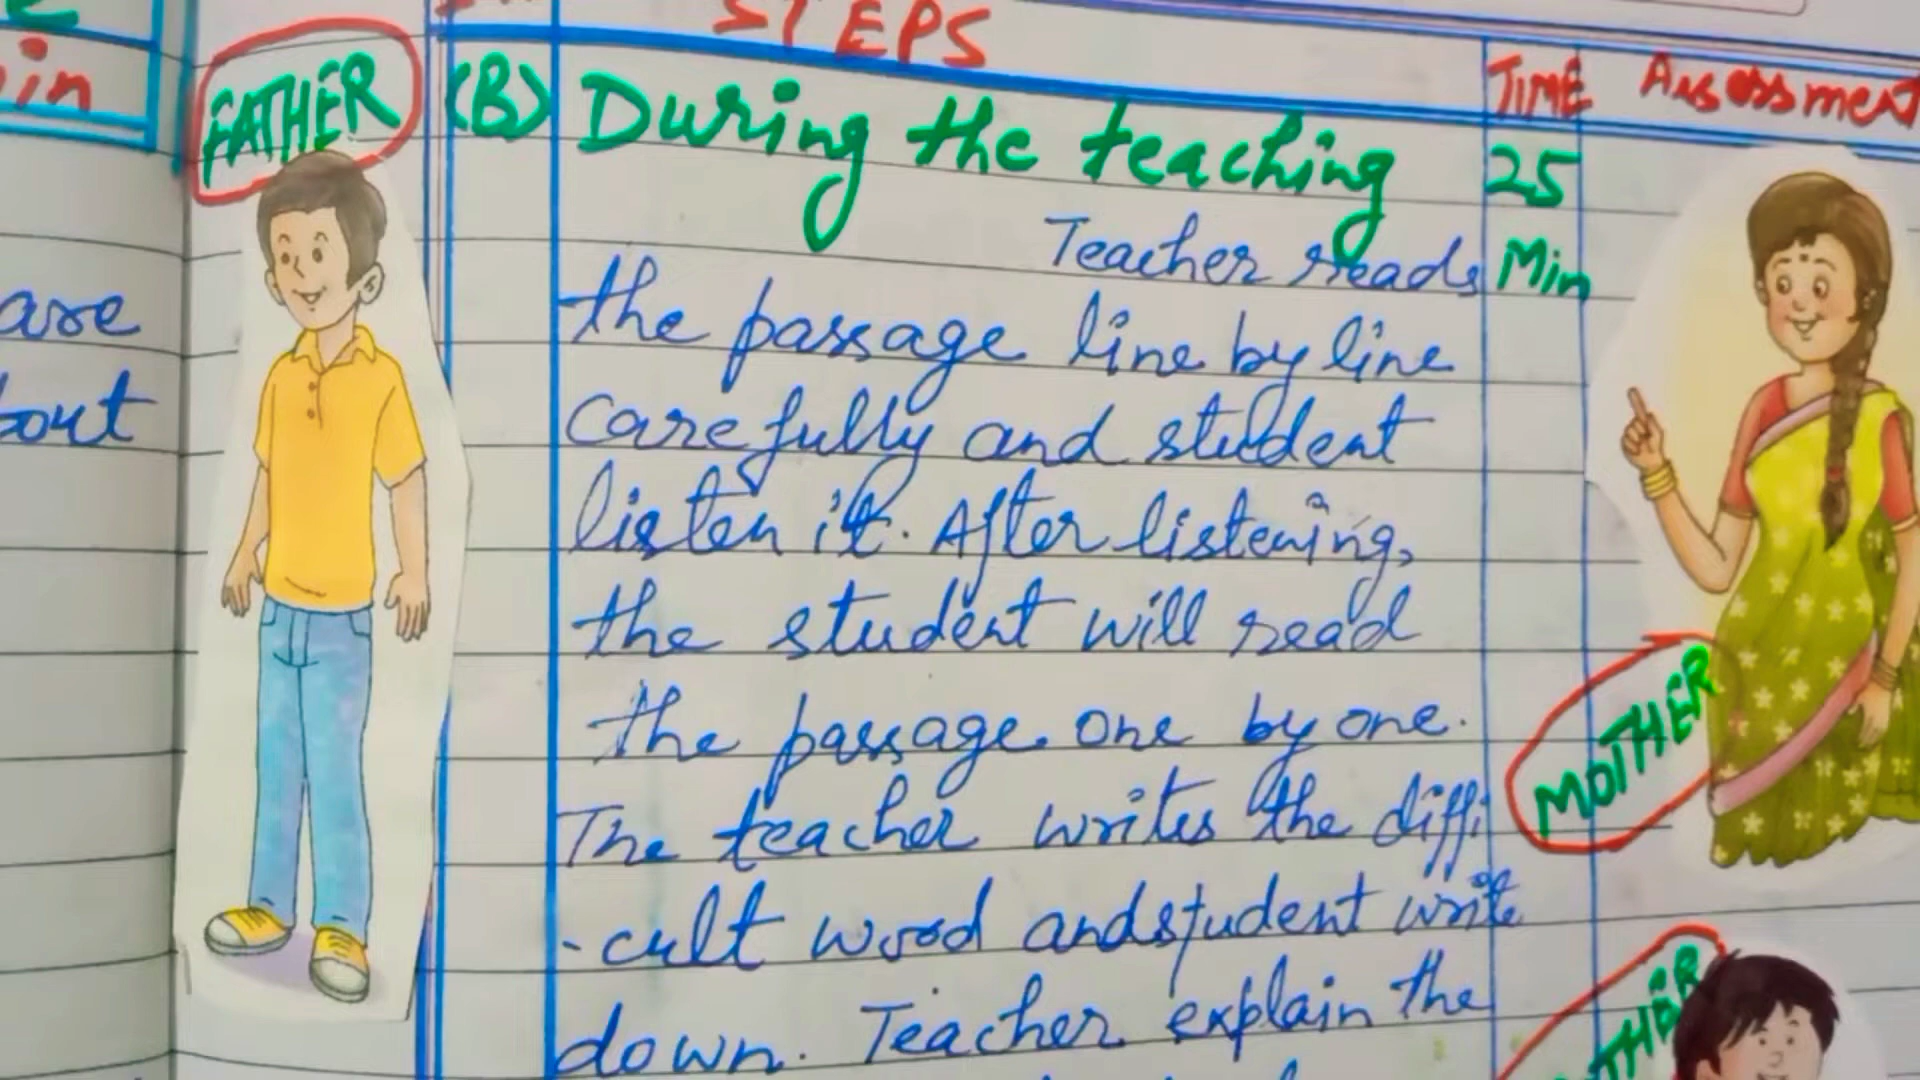 STEPS
TIME
Assessment
in
FATHER
(B) During the teaching
25
Min
Teacher reads
the passage line by line
carefully and student
listen it. After listening,
the student will read
the passage one by one.
The teacher writes the diffi
-cult word and student write
down. Teacher explain the
are
bout
MOTHER